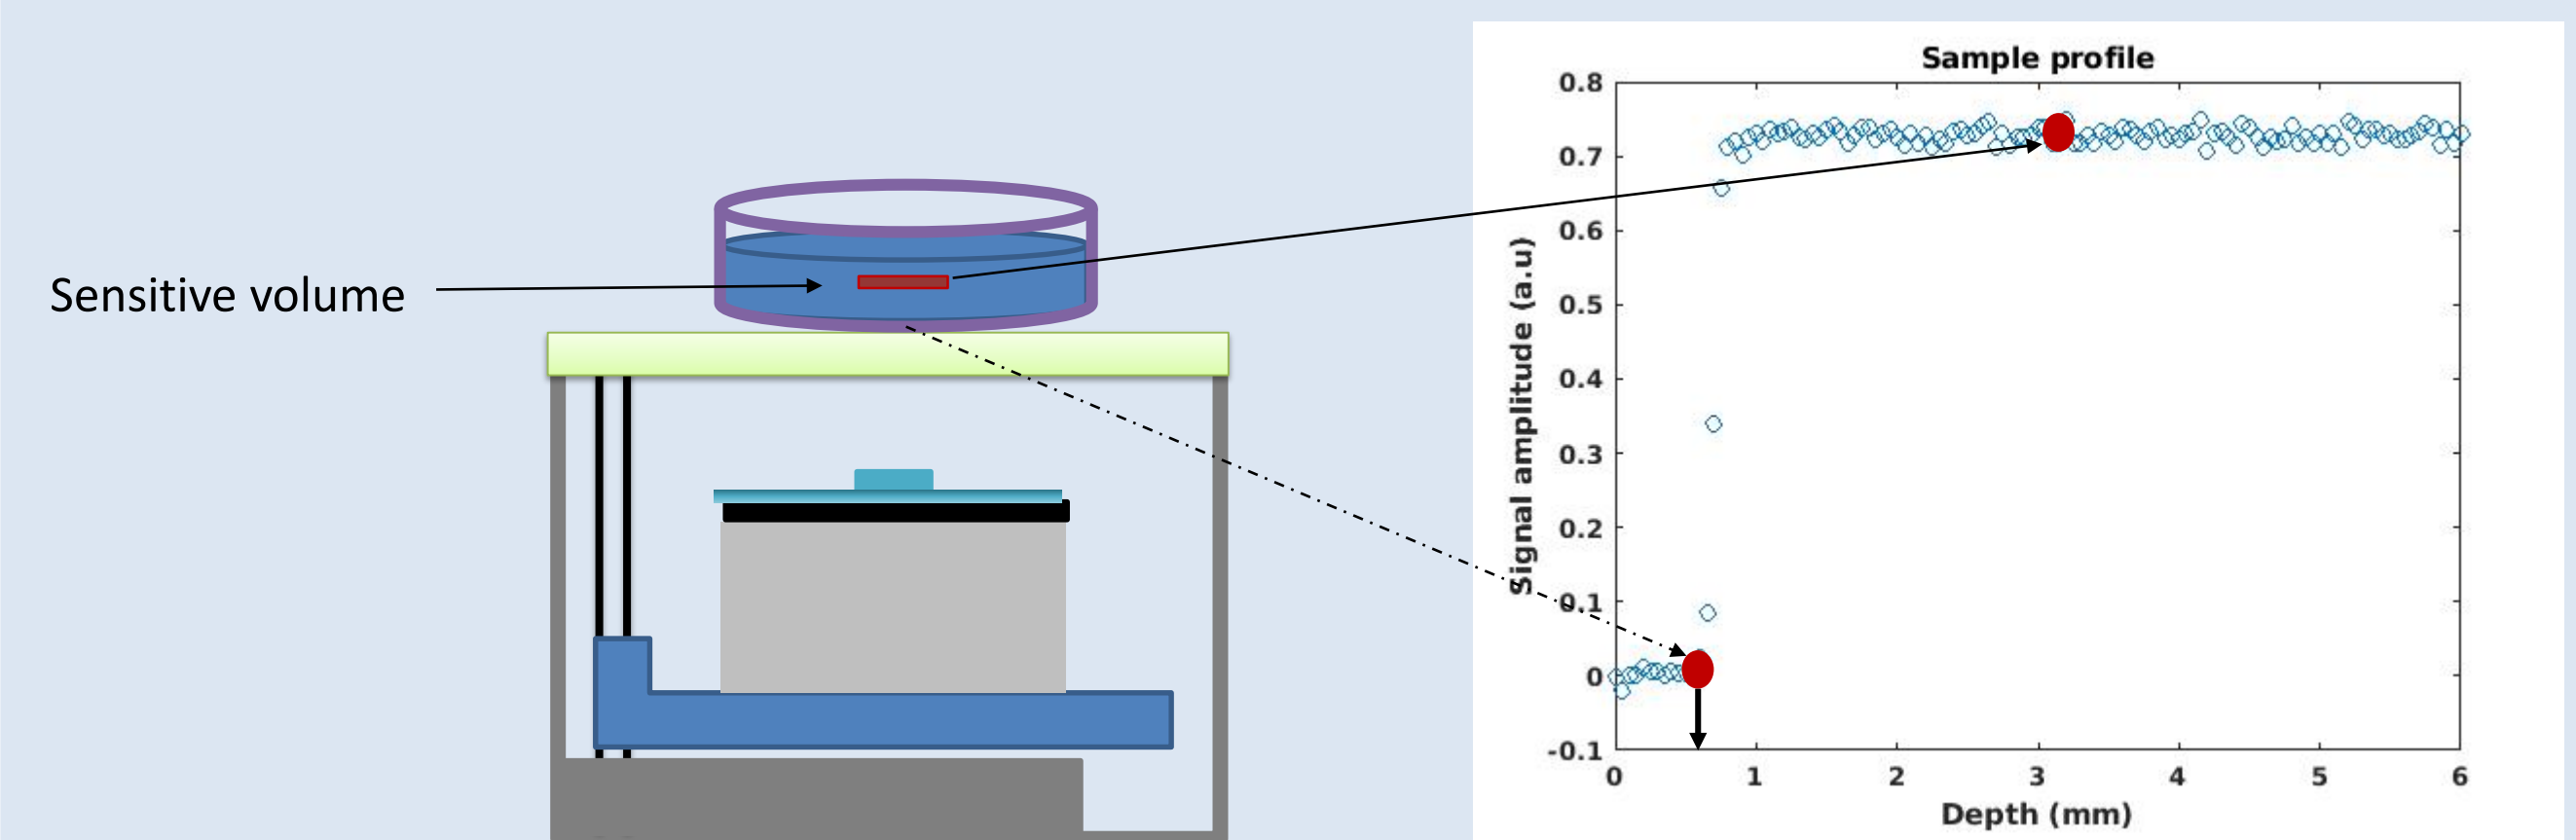 Sensitive volume
Sample profile
Signal amplitude (a.u)
0.8
0.7
0.6
0.5
0.4
0.3
0.2
0.1
0
-0.1
0 1 2 3 4 5 6
Depth (mm)